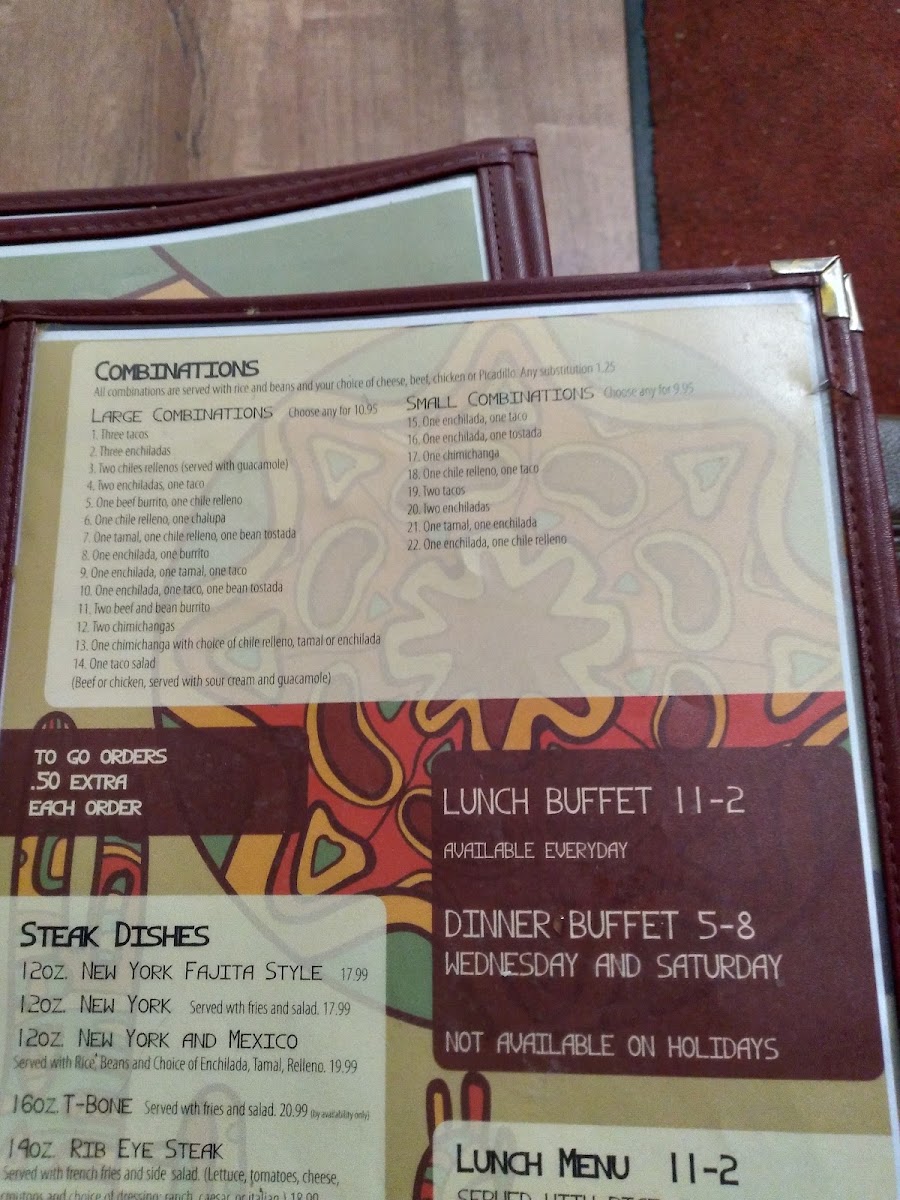 COMBINATIONS
All combinations are served with rice and beans and your choice of cheese, beef, chicken or Picadillo. Any substitution 1.25
LARGE COMBINATIONS Choose any for 10.95
1. Three tacos
2. Three enchiladas
3. Two chiles rellenos (served with guacamole)
4. Two enchiladas, one taco
5. One beef burrito, one chile relleno
6. One chile relleno, one chalupa
7. One tamal, one chile relleno, one bean tostada
8. One enchilada, one burrito
9. One enchilada, one tamal, one taco
10. One enchilada, one taco, one bean tostada
11. Two beef and bean burrito
12. Two chimichangas
13. One chimichanga with choice of chile relleno, tamal or enchilada
14. One taco salad
(Beef or chicken, served with sour cream and guacamole)
SMALL COMBINATIONS Choose any for 9.95
15. One enchilada, one taco
16. One enchilada, one tostada
17. One chimichanga
18. One chile relleno, one taco
19. Two tacos
20. Two enchiladas
21. One tamal, one enchilada
22. One enchilada, one chile relleno
TO GO ORDERS
.50 EXTRA
EACH ORDER
LUNCH BUFFET 11-2
AVAILABLE EVERYDAY
DINNER BUFFET 5-8
WEDNESDAY AND SATURDAY
NOT AVAILABLE ON HOLIDAYS
STEAK DISHES
12OZ. NEW YORK FAJITA STYLE 17.99
12OZ. NEW YORK Served wth fries and salad. 17.99
12OZ. NEW YORK AND MEXICO
Served with Rice, Beans and Choice of Enchilada, Tamal, Relleno. 19.99
16OZ. T-BONE Served wth fries and salad. 20.99 (by availability only)
14OZ. RIB EYE STEAK
Served with french fries and side salad. (Lettuce, tomatoes, cheese,
croutons and choice of dressing: ranch, caesar, or italian.) 18.99
LUNCH MENU 11-2
SERVED WITH